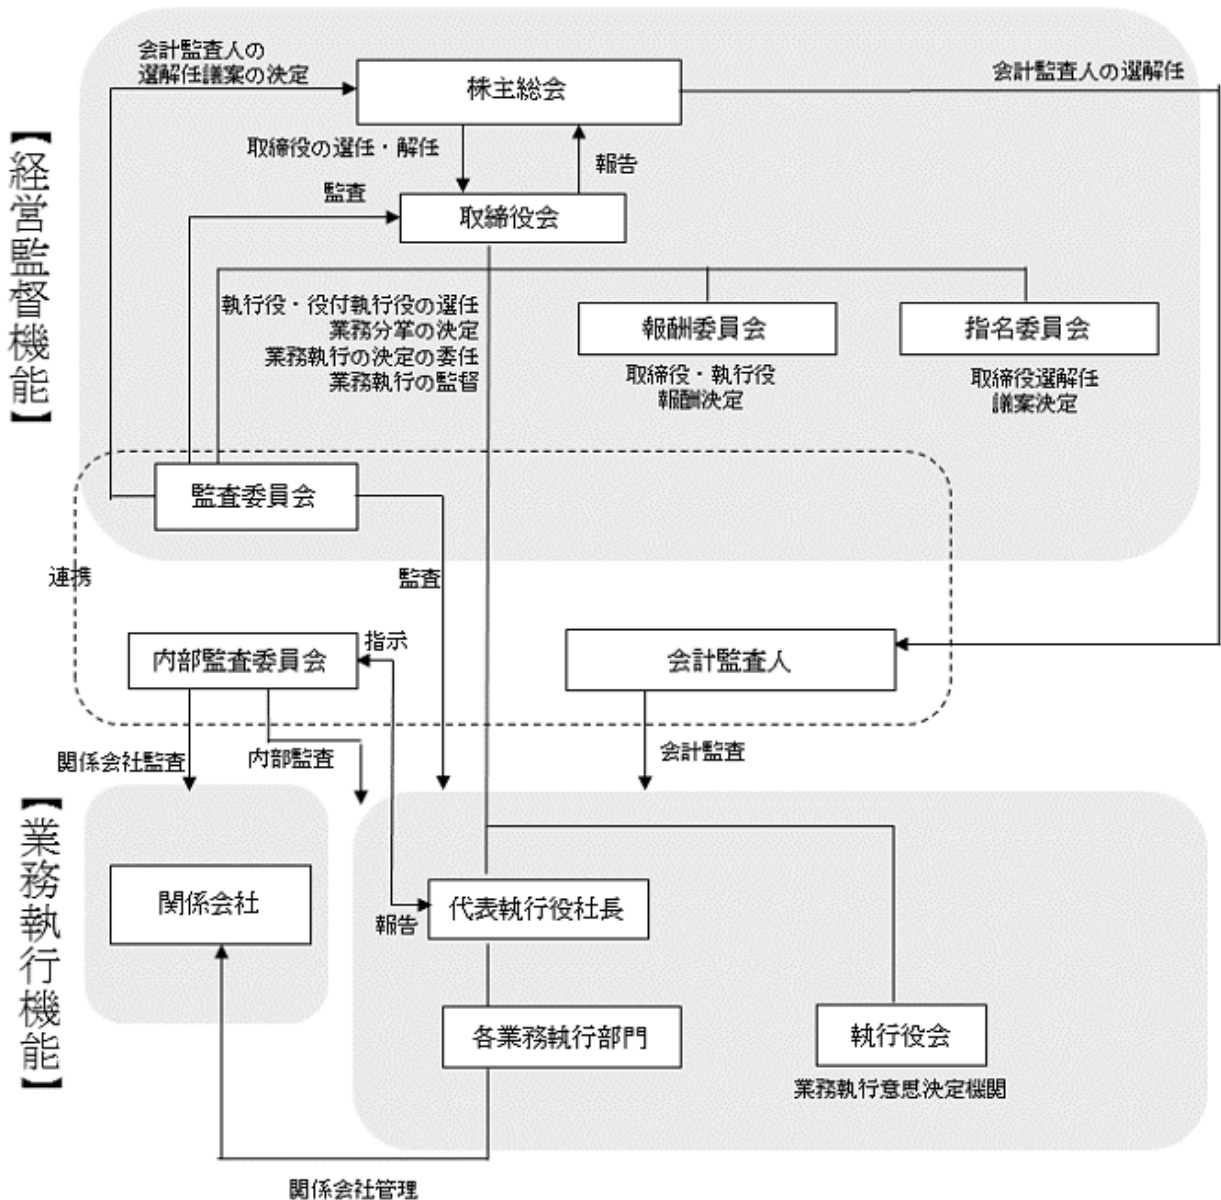 会計監査人の
選解任議案の決定
株主総会
会計監査人の選解任
【経営監督機能】
取締役の選任・解任
報告
監査
取締役会
執行役・役付執行役の選任
業務分掌の決定
業務執行の決定の委任
業務執行の監督
報酬委員会
取締役・執行役
報酬決定
指名委員会
取締役選解任
議案決定
監査委員会
連携
監査
内部監査委員会
指示
会計監査人
関係会社監査
内部監査
会計監査
【業務執行機能】
関係会社
報告
代表執行役社長
各業務執行部門
執行役会
業務執行意思決定機関
関係会社管理